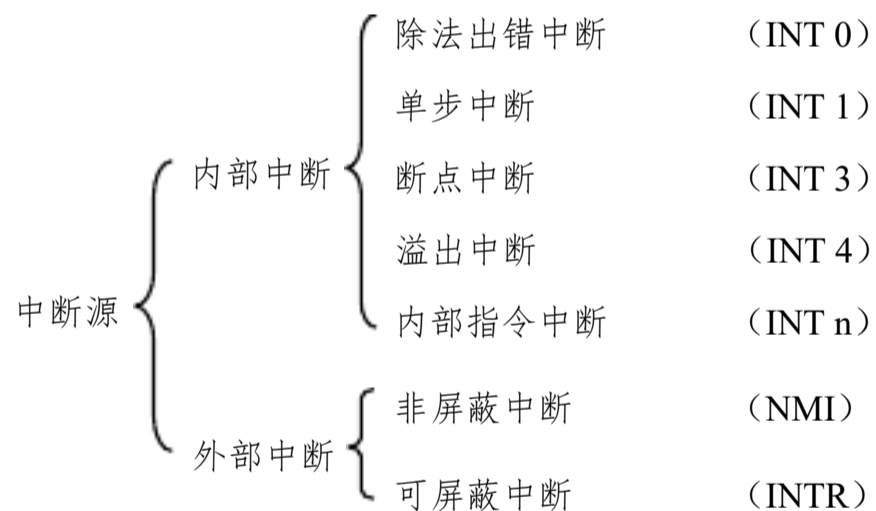 除法出错中断 （INT 0）
单步中断 （INT 1）
内部中断
断点中断 （INT 3）
溢出中断 （INT 4）
中断源
内部指令中断 （INT n）
非屏蔽中断 （NMI）
外部中断
可屏蔽中断 （INTR）